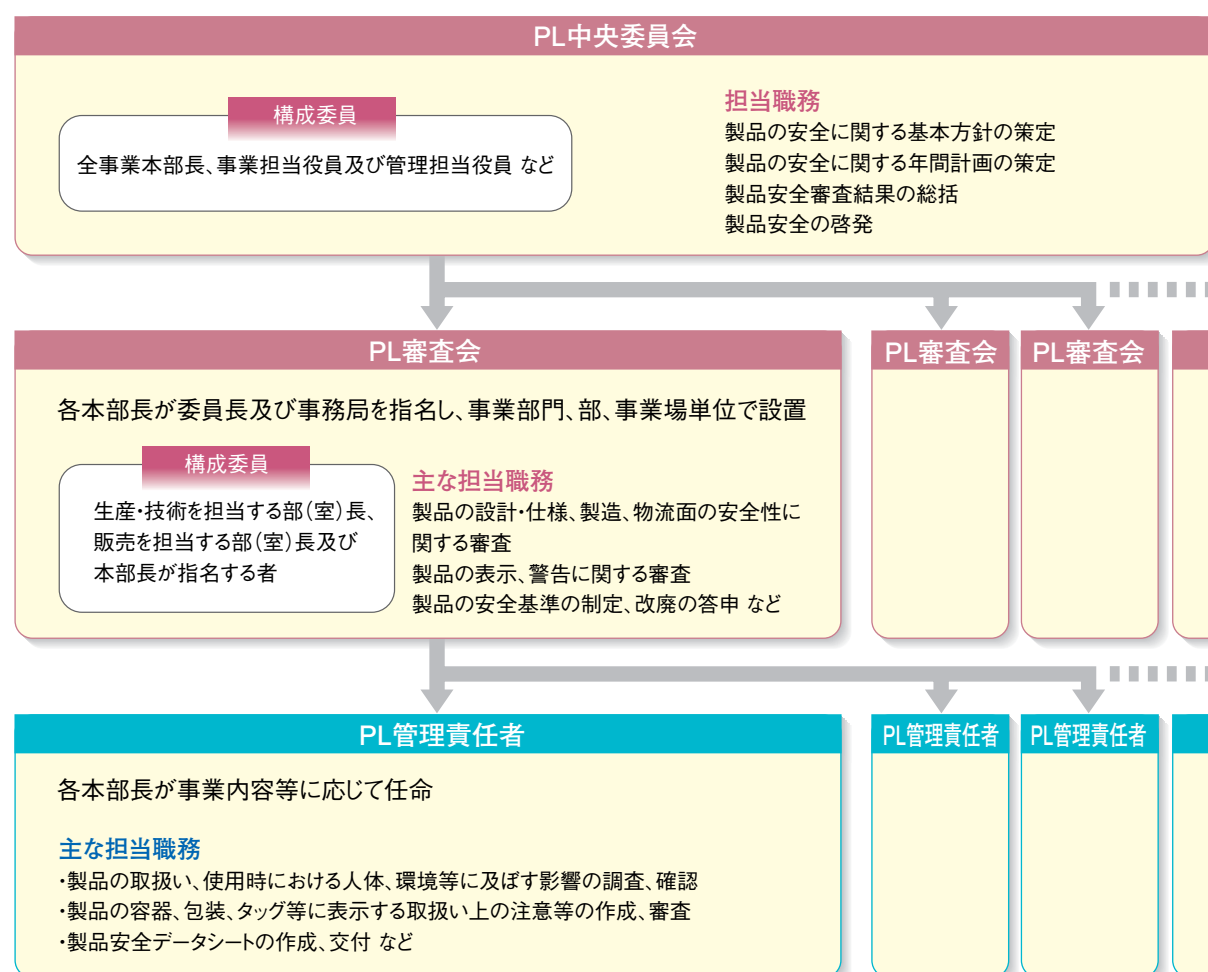 PL中央委員会
構成委員
全事業本部長、事業担当役員及び管理担当役員 など
担当職務
製品の安全に関する基本方針の策定
製品の安全に関する年間計画の策定
製品安全審査結果の総括
製品安全の啓発
PL審査会
各本部長が委員長及び事務局を指名し、事業部門、部、事業場単位で設置
構成委員
生産・技術を担当する部（室）長、
販売を担当する部（室）長及び
本部長が指名する者
主な担当職務
製品の設計・仕様、製造、物流面の安全性に
関する審査
製品の表示、警告に関する審査
製品の安全基準の制定、改廃の答申 など
PL審査会
PL審査会
PL管理責任者
各本部長が事業内容等に応じて任命
主な担当職務
・製品の取扱い、使用時における人体、環境等に及ぼす影響の調査、確認
・製品の容器、包装、タッグ等に表示する取扱い上の注意等の作成、審査
・製品安全データシートの作成、交付 など
PL管理責任者
PL管理責任者